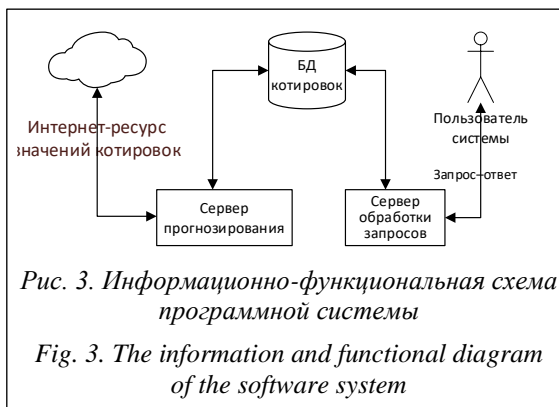 БД
котировок
Интернет-ресурс
значений котировок
Пользователь
системы
Запрос–ответ
Сервер
прогнозирования
Сервер
обработки
запросов
Рис. 3. Информационно-функциональная схема
программной системы
Fig. 3. The information and functional diagram
of the software system